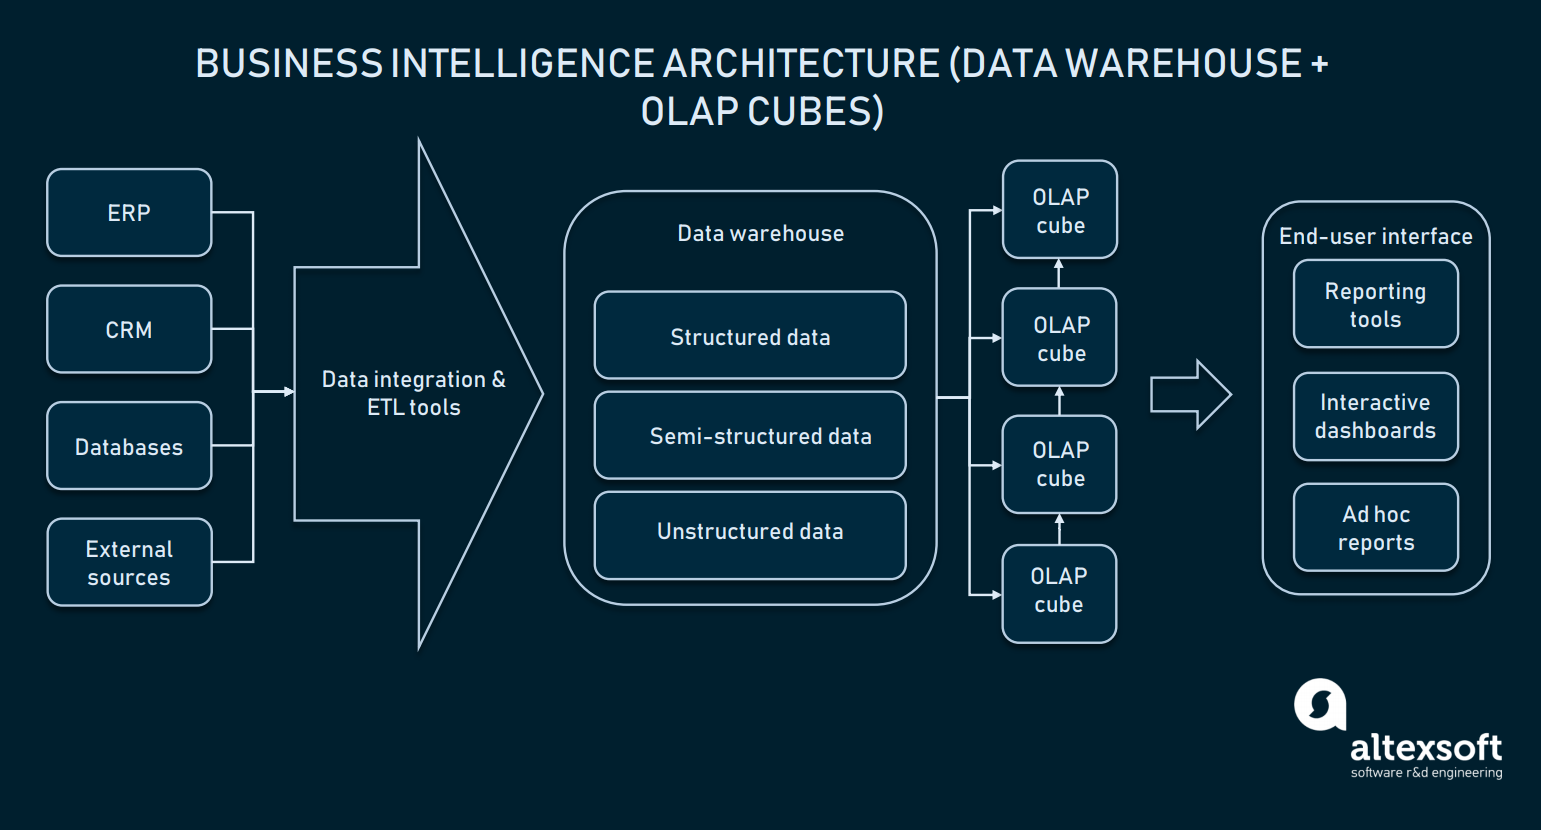 BUSINESS INTELLIGENCE ARCHITECTURE (DATA WAREHOUSE +
OLAP CUBES)
ERP
CRM
Databases
External
sources
Data integration &
ETL tools
Data warehouse
Structured data
Semi-structured data
Unstructured data
OLAP
cube
OLAP
cube
OLAP
cube
OLAP
cube
End-user interface
Reporting
tools
Interactive
dashboards
Ad hoc
reports
altexsoft
software r&d engineering